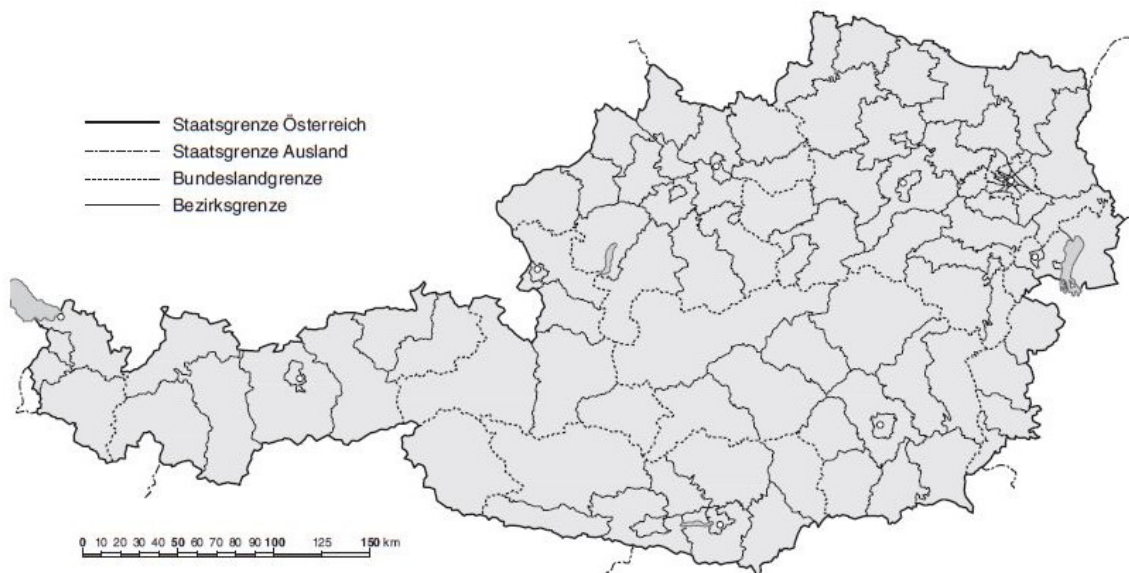 Staatsgrenze Österreich
Staatsgrenze Ausland
Bundeslandgrenze
Bezirksgrenze
0 10 20 30 40 50 60 70 80 90 100 125 150 km